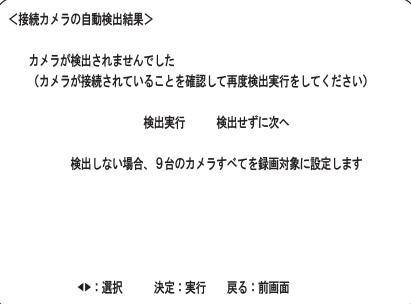 ＜接続カメラの自動検出結果＞
カメラが検出されませんでした
（カメラが接続されていることを確認して再度検出実行をしてください）
検出実行　　検出せずに次へ
検出しない場合、９台のカメラすべてを録画対象に設定します
◀▶：選択　　決定：実行　　戻る：前画面